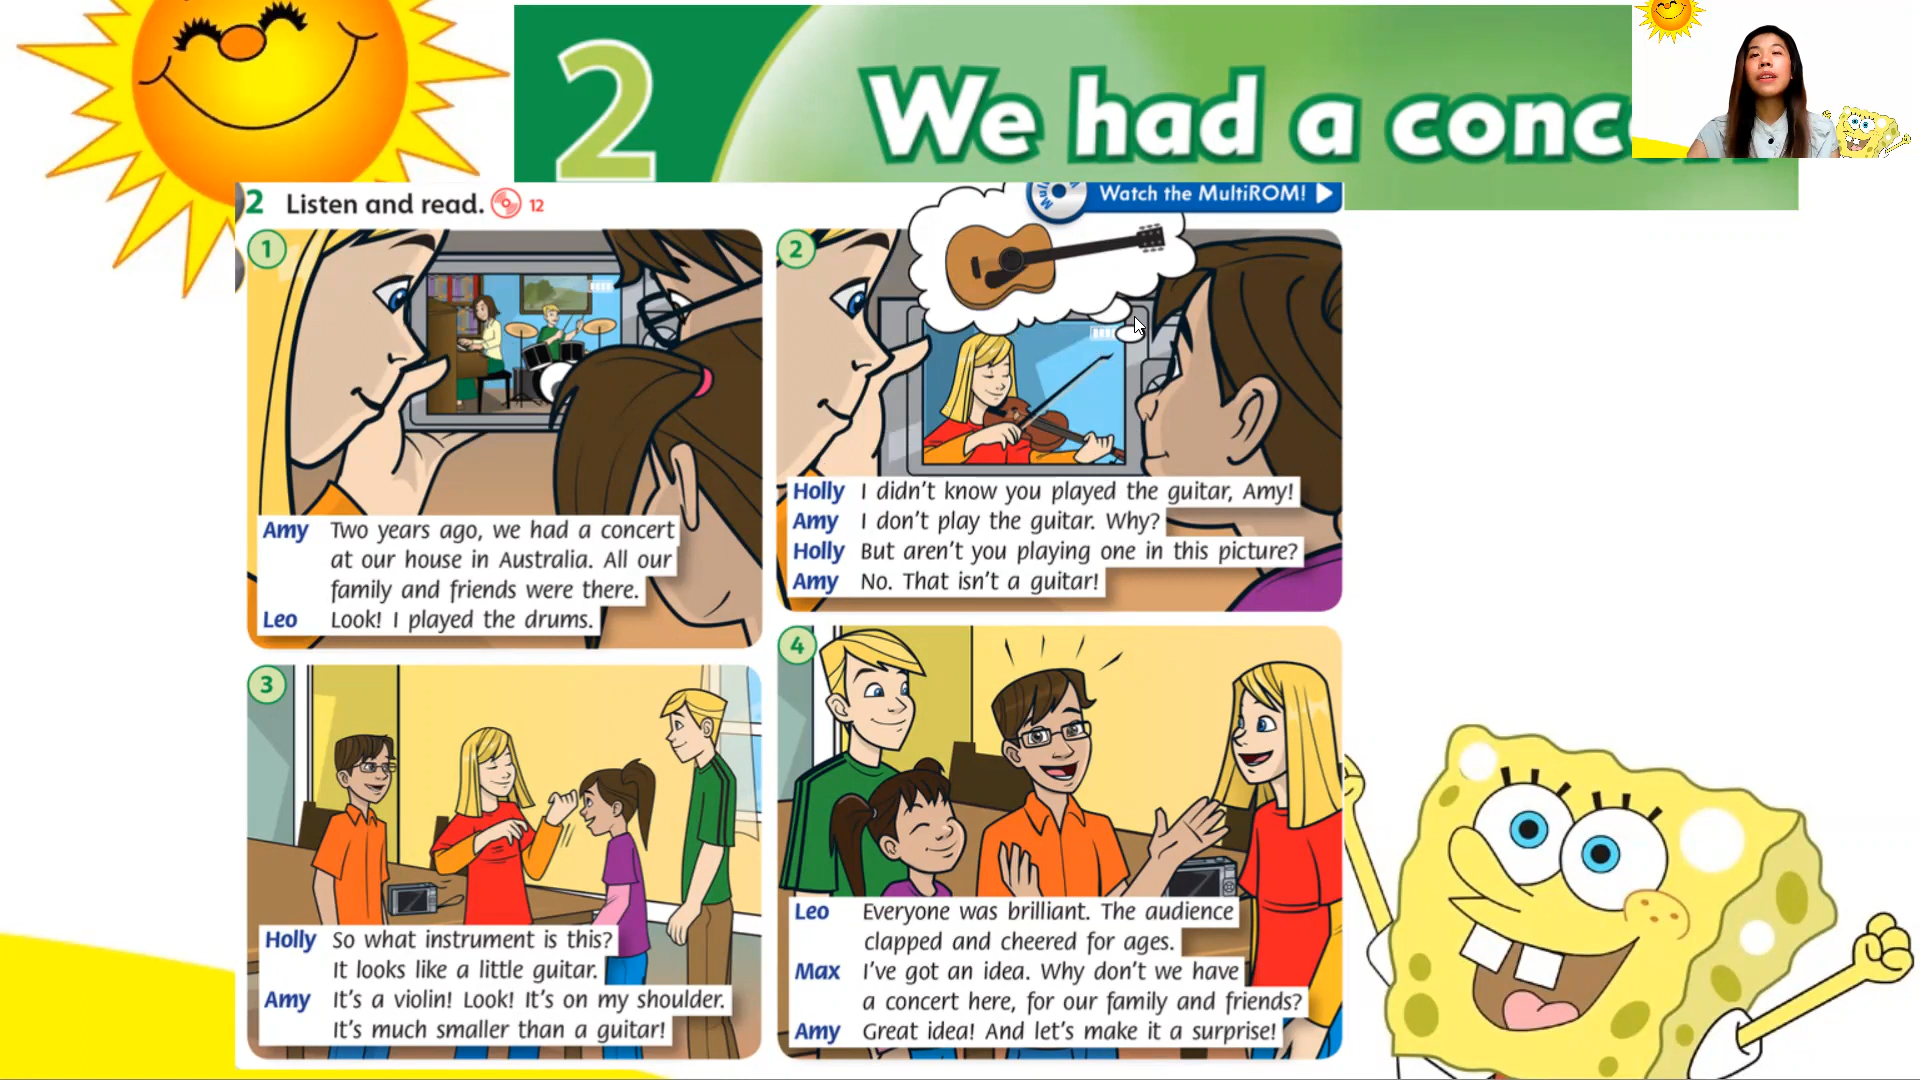 2
We had a conc
2 Listen and read. 12
Watch the MultiROM!
1
Amy Two years ago, we had a concert
at our house in Australia. All our
family and friends were there.
Leo Look! I played the drums.
2
Holly I didn't know you played the guitar, Amy!
Amy I don't play the guitar. Why?
Holly But aren't you playing one in this picture?
Amy No. That isn't a guitar!
3
Holly So what instrument is this?
It looks like a little guitar.
Amy It's a violin! Look! It's on my shoulder.
It's much smaller than a guitar!
4
Leo Everyone was brilliant. The audience
clapped and cheered for ages.
Max I've got an idea. Why don't we have
a concert here, for our family and friends?
Amy Great idea! And let's make it a surprise!